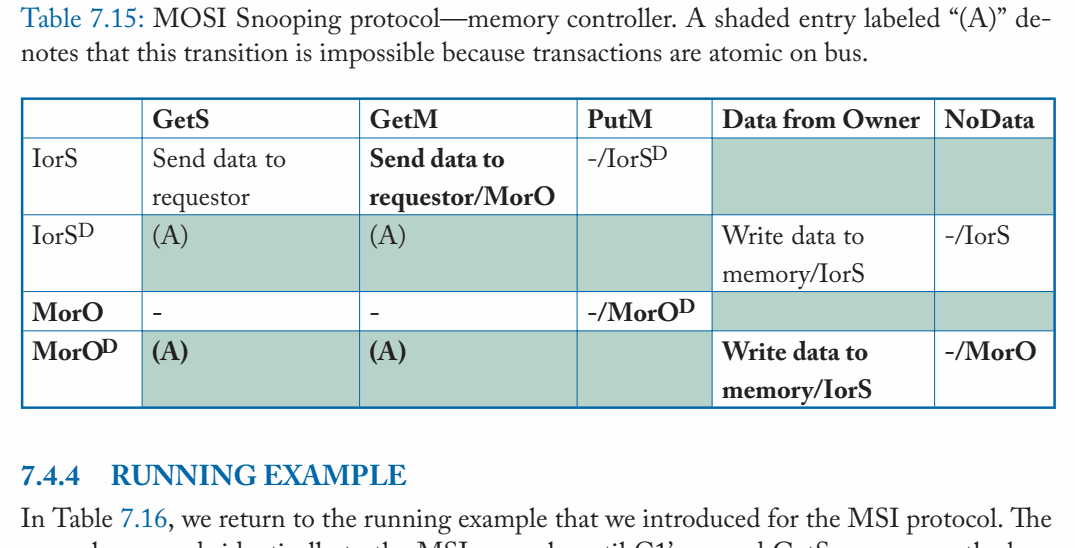 Table 7.15: MOSI Snooping protocol—memory controller. A shaded entry labeled “(A)” de-
notes that this transition is impossible because transactions are atomic on bus.
GetS GetM PutM Data from Owner NoData
IorS Send data to requestor Send data to requestor/MorO -/IorSD
IorSD (A) (A) Write data to memory/IorS -/IorS
MorO - - -/MorOD
MorOD (A) (A) Write data to memory/IorS -/MorO
7.4.4 RUNNING EXAMPLE
In Table 7.16, we return to the running example that we introduced for the MSI protocol. The